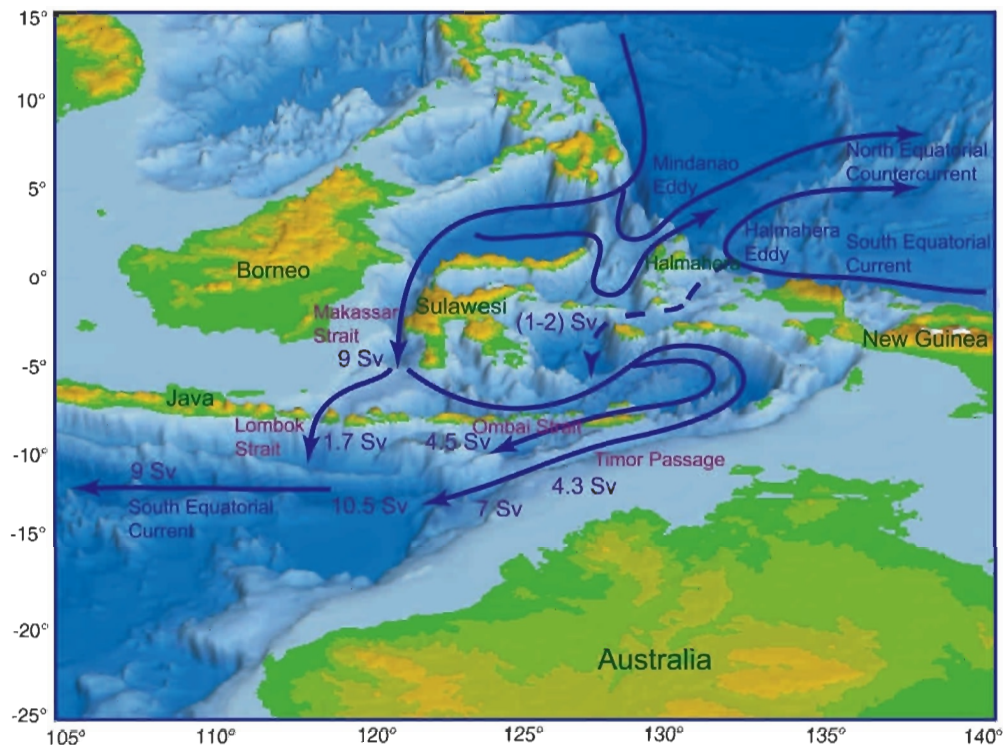 15°
10°
5°
0°
-5°
-10°
-15°
-20°
-25°
105°
110°
120°
125°
130°
135°
140°
Mindanao
Eddy
North Equatorial
Countercurrent
Halmahera
Eddy
South Equatorial
Current
Halmahera
Borneo
Makassar
Strait
Sulawesi
(1-2) Sv
New Guinea
9 Sv
Java
Lombok
Strait
1.7 Sv
4.5 Sv
Ombai Strait
Timor Passage
4.3 Sv
9 Sv
South Equatorial
Current
10.5 Sv
7 Sv
Australia